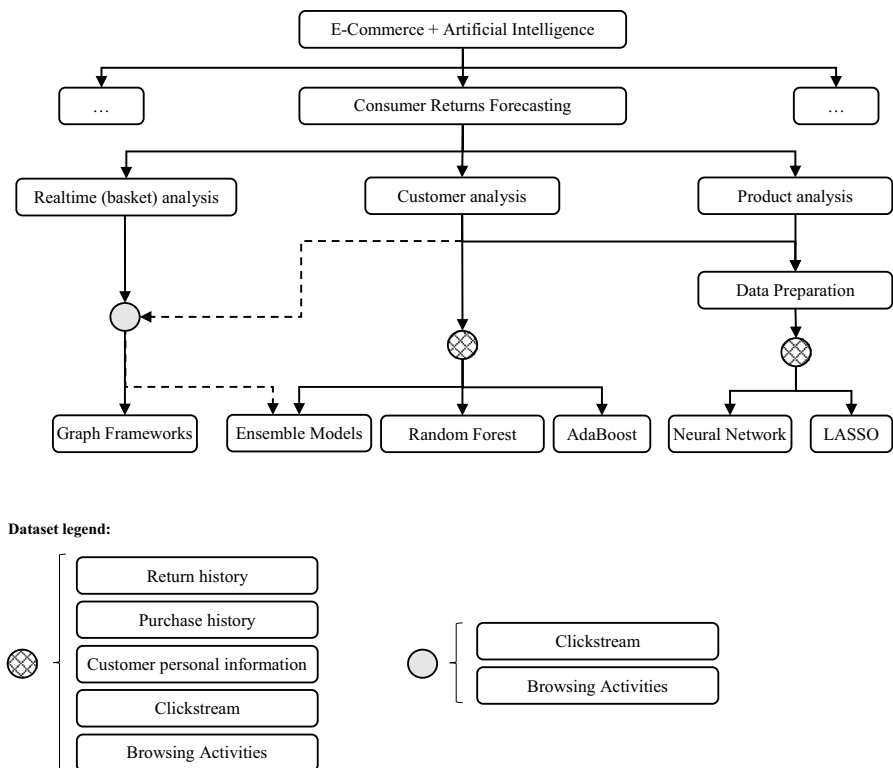 E-Commerce + Artificial Intelligence
…
Consumer Returns Forecasting
…
Realtime (basket) analysis
Customer analysis
Product analysis
Data Preparation
Graph Frameworks
Ensemble Models
Random Forest
AdaBoost
Neural Network
LASSO
Dataset legend:
Return history
Purchase history
Customer personal information
Clickstream
Browsing Activities
Clickstream
Browsing Activities